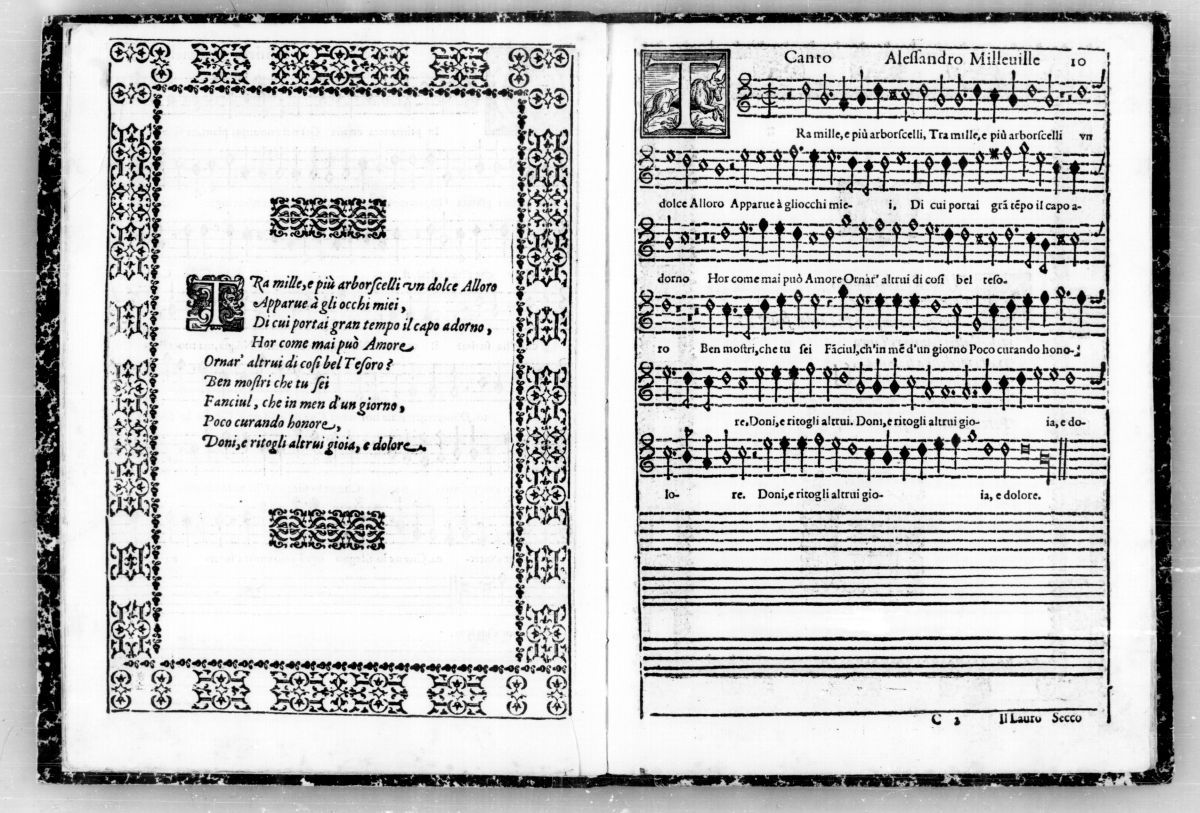 TRa mille, e più arborſcelli vn dolce Alloro
Apparue à gli occhi miei,
Di cui portai gran tempo il capo adorno,
Hor come mai può Amore
Ornar' altrui di coſi bel Teſoro?
Ben moſtri che tu ſei
Fanciul, che in men d'un giorno,
Poco curando honore,
Doni, e ritogli altrui gioia, e dolore.
Canto Aleſſandro Milleuille 10
TRa mille, e più arborſcelli, Tra mille, e più arborſcelli vn
dolce Alloro Apparue à gliocchi mie- i, Di cui portai grã tẽpo il capo a-
dorno Hor come mai può Amore Ornar' altrui di coſi bel teſo-
ro Ben moſtri, che tu ſei Fãciul, ch'in mẽ d'un giorno Poco curando hono-
re. Doni, e ritogli altrui. Doni, e ritogli altrui gio- ia, e do-
lo- re. Doni, e ritogli altrui gio- ia, e dolore.
C 2 Il Lauro Secco